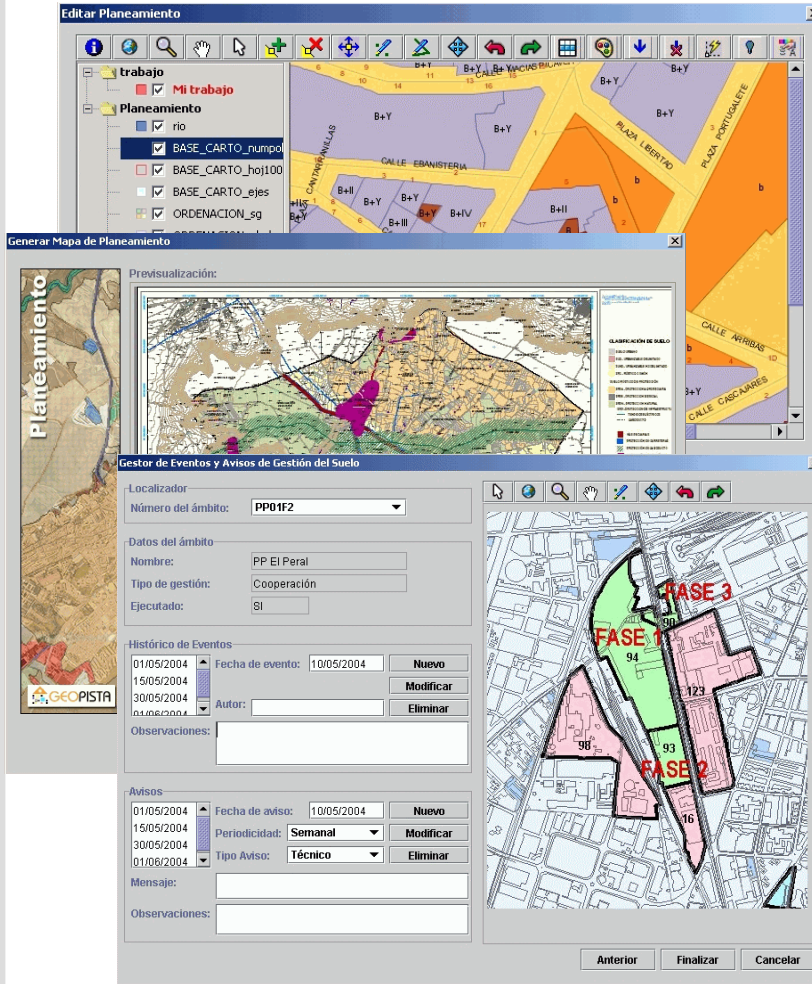 Editar Planeamiento
trabajo
Mi trabajo
Planeamiento
rio
BASE_CARTO_numpol
BASE_CARTO_hoj100
BASE_CARTO_ejes
ORDENACION_sg
B+Y
B+Y
B+Y
B+Y
B+Y
CALLE EBANISTERIA
PLAZA LIBERTAD
PLAZA PORTUGALETE
B+II
B+Y
B+Y
B+Y
B+IV
B+III
B+II
B
b
b
b
CALLE ARRIBAS
CALLE CASCAJARES
Generar Mapa de Planeamiento
Previsualización:
Planeamiento
CLASIFICACIÓN DE SUELO
GEOPISTA
Gestor de Eventos y Avisos de Gestión del Suelo
Localizador
Número del ámbito: PP01F2
Datos del ámbito
Nombre: PP El Peral
Tipo de gestión: Cooperación
Ejecutado: SI
Histórico de Eventos
01/05/2004
15/05/2004
30/05/2004
01/06/2004
Fecha de evento: 10/05/2004
Nuevo
Modificar
Autor:
Eliminar
Observaciones:
Avisos
01/05/2004
15/05/2004
30/05/2004
01/06/2004
Fecha de aviso: 10/05/2004
Nuevo
Periodicidad: Semanal
Modificar
Tipo Aviso: Técnico
Eliminar
Mensaje:
Observaciones:
FASE 3
90
FASE 1
94
123
98
93
FASE 2
16
Anterior
Finalizar
Cancelar